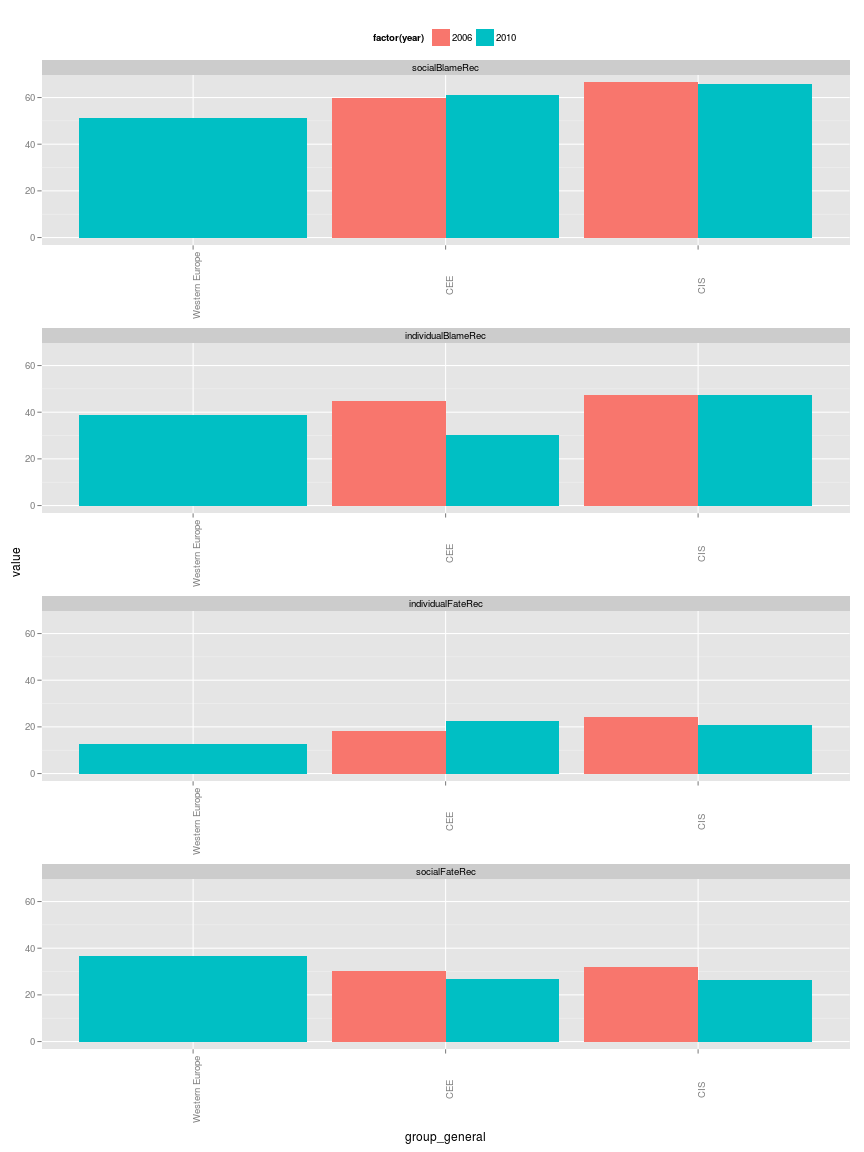 factor(year) 2006 2010
socialBlameRec
60
40
20
0
Western Europe
CEE
CIS
individualBlameRec
60
40
20
0
Western Europe
CEE
CIS
value
individualFateRec
60
40
20
0
Western Europe
CEE
CIS
socialFateRec
60
40
20
0
Western Europe
CEE
CIS
group_general